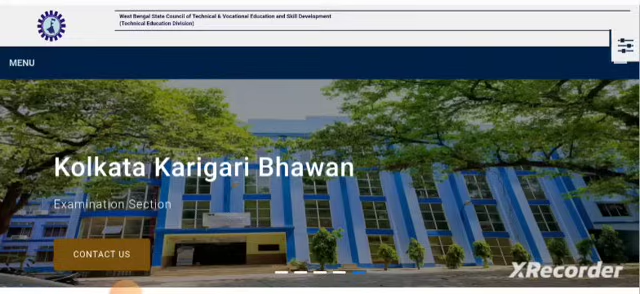 West Bengal State Council of Technical & Vocational Education and Skill Development
(Technical Education Division)
MENU
Kolkata Karigari Bhawan
Examination Section
CONTACT US
XRecorder